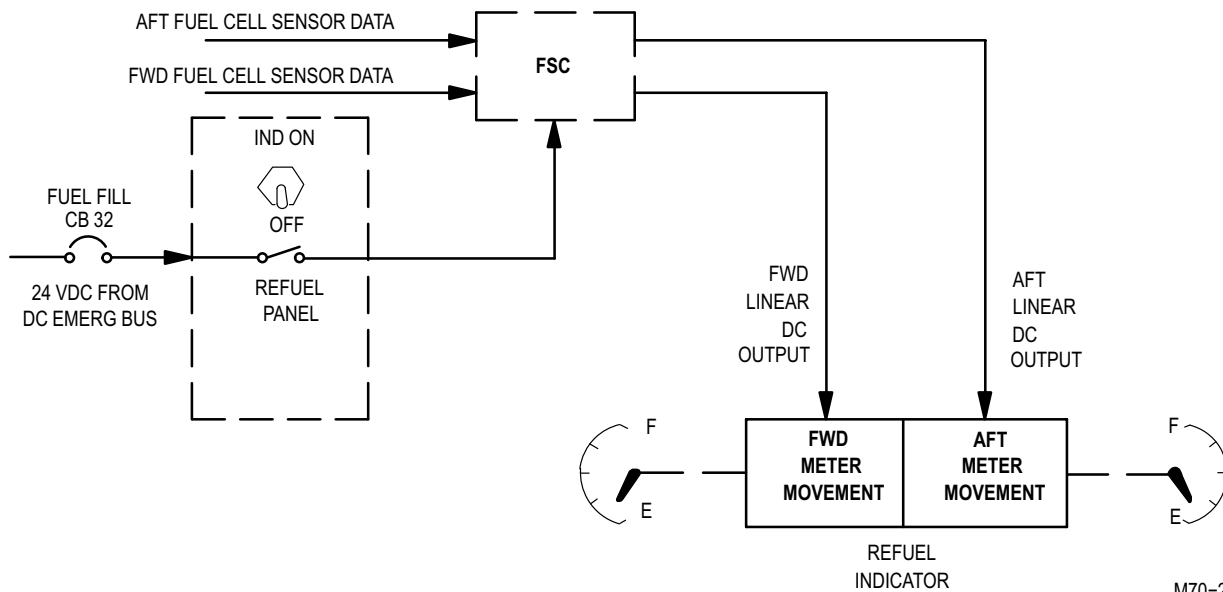 AFT FUEL CELL SENSOR DATA
FWD FUEL CELL SENSOR DATA
FSC
IND ON
OFF
REFUEL
PANEL
FUEL FILL
CB 32
24 VDC FROM
DC EMERG BUS
FWD
LINEAR
DC
OUTPUT
AFT
LINEAR
DC
OUTPUT
F
E
FWD
METER
MOVEMENT
AFT
METER
MOVEMENT
F
E
REFUEL
INDICATOR